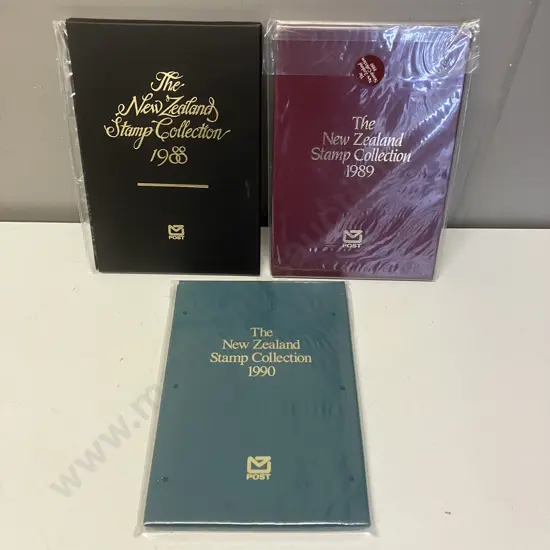 The
New Zealand
Stamp Collection
1988
POST
The
New Zealand
Stamp Collection
1989
POST
The
New Zealand
Stamp Collection
1990
POST